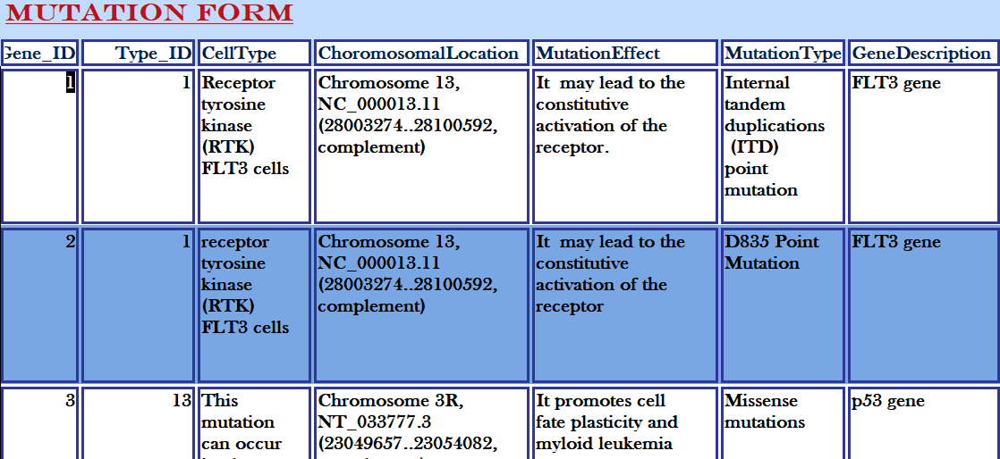 MUTATION FORM
Gene_ID Type_ID CellType ChoromosomalLocation MutationEffect MutationType GeneDescription
1 1 Receptor Chromosome 13, It may lead to the Internal FLT3 gene
tyrosine NC_000013.11 constitutive tandem
kinase (28003274..28100592, activation of the duplications
(RTK) complement) receptor. (ITD)
FLT3 cells point
mutation
2 1 receptor Chromosome 13, It may lead to the D835 Point FLT3 gene
tyrosine NC_000013.11 constitutive Mutation
kinase (28003274..28100592, activation of the
(RTK) complement) receptor
FLT3 cells
3 13 This Chromosome 3R, It promotes cell Missense p53 gene
mutation NT_033777.3 fate plasticity and mutations
can occur (23049657..23054082, myloid leukemia